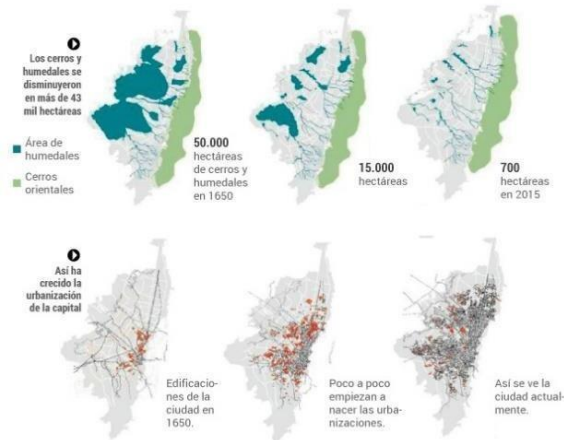 Los cerros y
humedales se
disminuyeron
en más de 43
mil hectáreas
Área de
humedales
Cerros
orientales
50.000
hectáreas
de cerros y
humedales
en 1650
15.000
hectáreas
700
hectáreas
en 2015
Así ha
crecido la
urbanización
de la capital
Edificacio-
nes de la
ciudad en
1650.
Poco a poco
empiezan a
nacer las urba-
nizaciones.
Así se ve la
ciudad actual-
mente.